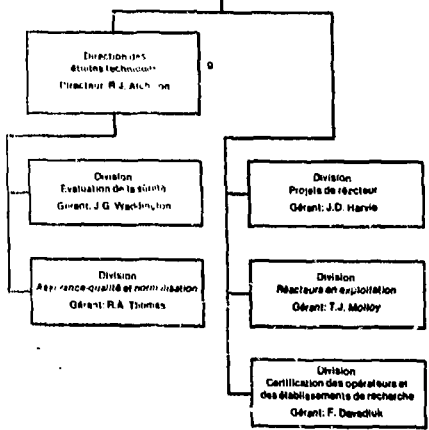 Direction des
études techniques
Directeur: R.J.
Division
Évaluation de la sûreté
Gérant: J.G. Waddington
Division
Assurance-qualité et normalisation
Gérant: R.A. Thomas
Division
Projets de réacteur
Gérant: J.D. Harvie
Division
Réacteurs en exploitation
Gérant: T.J. Molloy
Division
Certification des opérateurs et
des établissements de recherche
Gérant: F. Davediuk